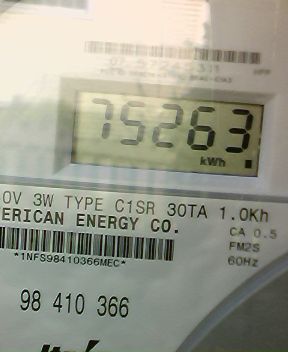 75263
kWh
0V 3W TYPE C1SR 30TA 1.0Kh
ERICAN ENERGY CO.
CA 0.5
FM2S
*1NFS98410366MEC*
60Hz
98 410 366